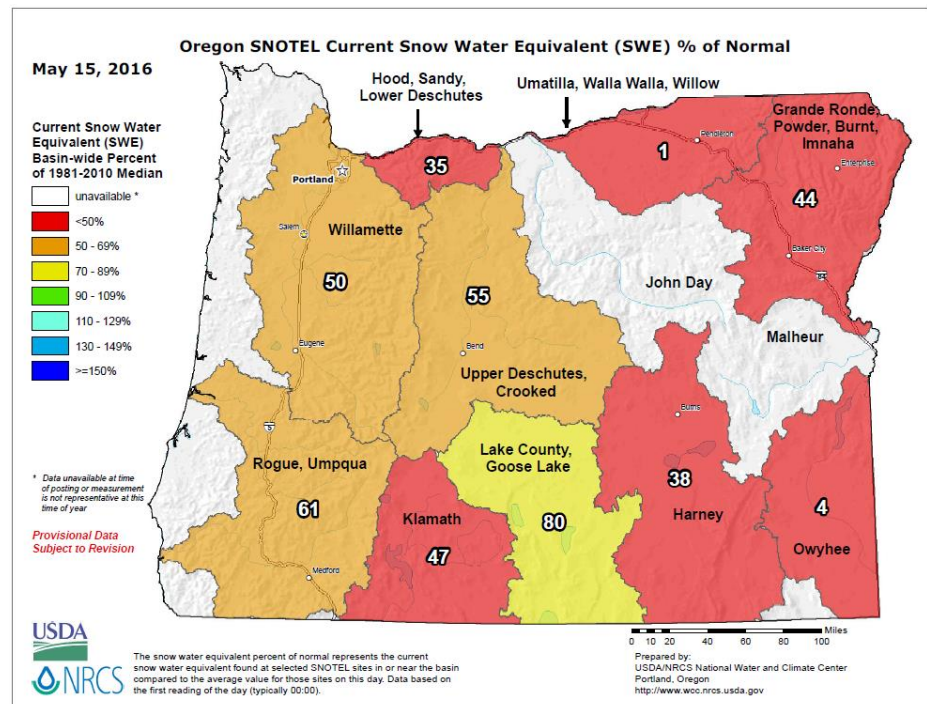 Oregon SNOTEL Current Snow Water Equivalent (SWE) % of Normal
May 15, 2016
Current Snow Water
Equivalent (SWE)
Basin-wide Percent
of 1981-2010 Median
unavailable *
<50%
50 - 69%
70 - 89%
90 - 109%
110 - 129%
130 - 149%
>=150%
Hood, Sandy,
Lower Deschutes
Umatilla, Walla Walla, Willow
Grande Ronde,
Powder, Burnt,
Imnaha
Pendleton
Enterprise
1
35
44
Portland
Salem
Willamette
50
55
John Day
Baker City
84
Malheur
Eugene
Bend
Upper Deschutes,
Crooked
Burns
5
Lake County,
Goose Lake
Rogue, Umpqua
61
Klamath
47
80
38
Harney
4
Owyhee
Medford
* Data unavailable at time
of posting or measurement
is not representative at this
time of year
Provisional Data
Subject to Revision
USDA
NRCS
The snow water equivalent percent of normal represents the current
snow water equivalent found at selected SNOTEL sites in or near the basin
compared to the average value for those sites on this day. Data based on
the first reading of the day (typically 00:00).
Miles
0 10 20 40 60 80 100
Prepared by:
USDA/NRCS National Water and Climate Center
Portland, Oregon
http://www.wcc.nrcs.usda.gov